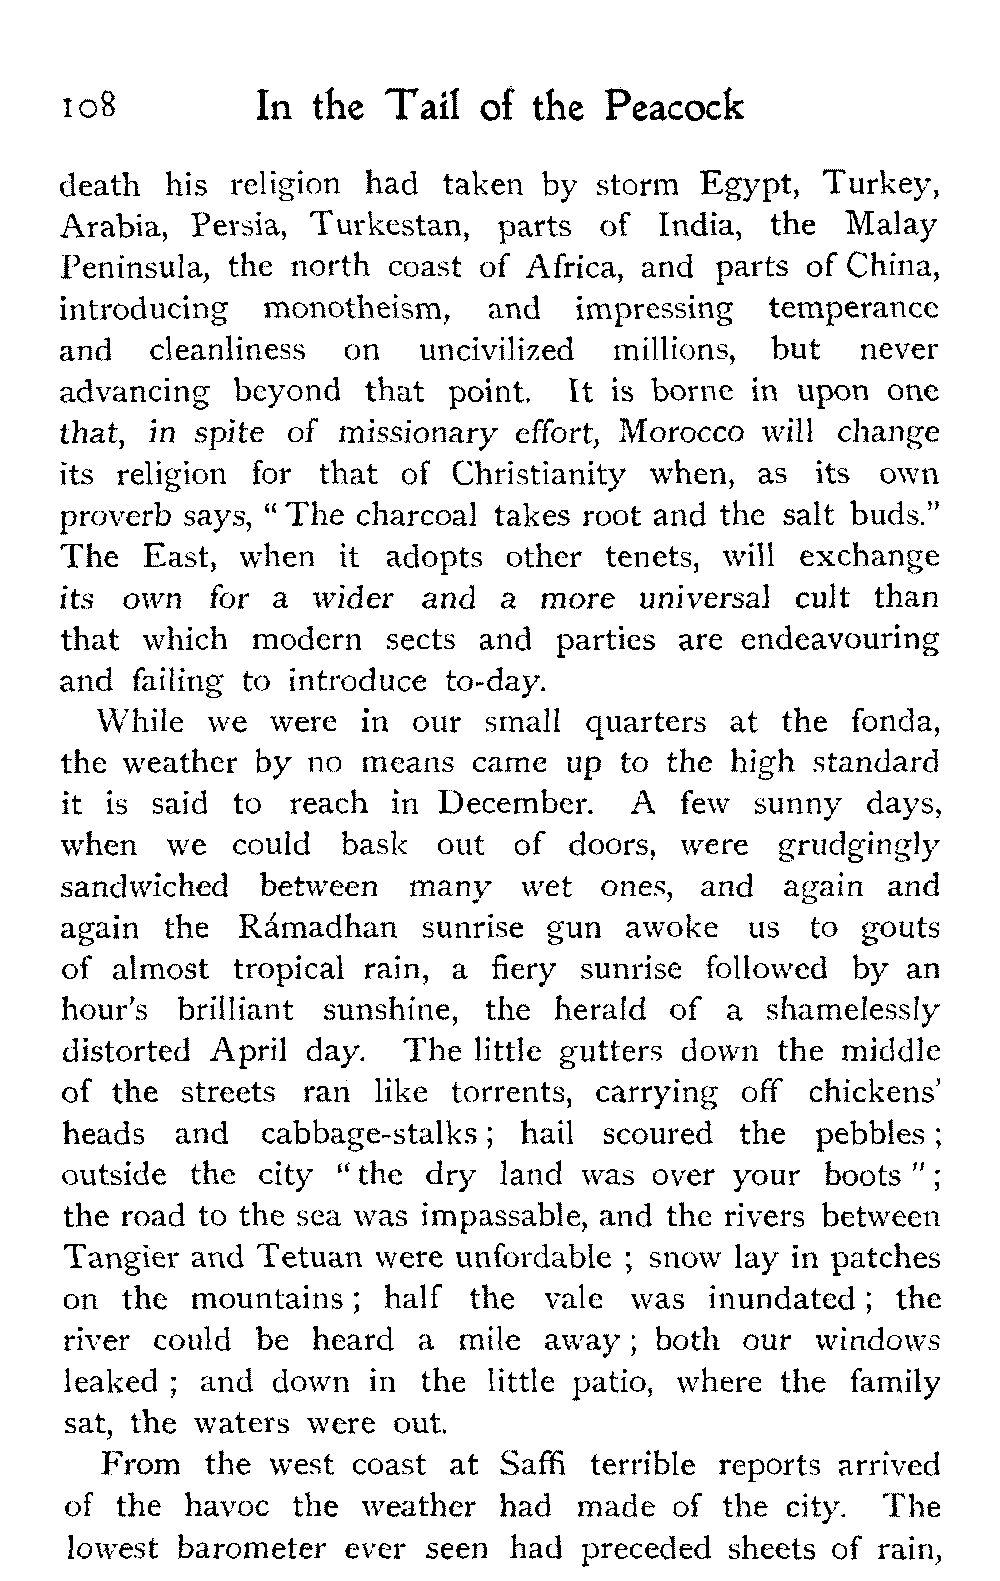 108 In the Tail of the Peacock
death his religion had taken by storm Egypt, Turkey,
Arabia, Persia, Turkestan, parts of India, the Malay
Peninsula, the north coast of Africa, and parts of China,
introducing monotheism, and impressing temperance
and cleanliness on uncivilized millions, but never
advancing beyond that point. It is borne in upon one
that, in spite of missionary effort, Morocco will change
its religion for that of Christianity when, as its own
proverb says, "The charcoal takes root and the salt buds."
The East, when it adopts other tenets, will exchange
its own for a wider and a more universal cult than
that which modern sects and parties are endeavouring
and failing to introduce to-day.
While we were in our small quarters at the fonda,
the weather by no means came up to the high standard
it is said to reach in December. A few sunny days,
when we could bask out of doors, were grudgingly
sandwiched between many wet ones, and again and
again the Rámadhan sunrise gun awoke us to gouts
of almost tropical rain, a fiery sunrise followed by an
hour's brilliant sunshine, the herald of a shamelessly
distorted April day. The little gutters down the middle
of the streets ran like torrents, carrying off chickens'
heads and cabbage-stalks; hail scoured the pebbles;
outside the city "the dry land was over your boots";
the road to the sea was impassable, and the rivers between
Tangier and Tetuan were unfordable; snow lay in patches
on the mountains; half the vale was inundated; the
river could be heard a mile away; both our windows
leaked; and down in the little patio, where the family
sat, the waters were out.
From the west coast at Saffi terrible reports arrived
of the havoc the weather had made of the city. The
lowest barometer ever seen had preceded sheets of rain,